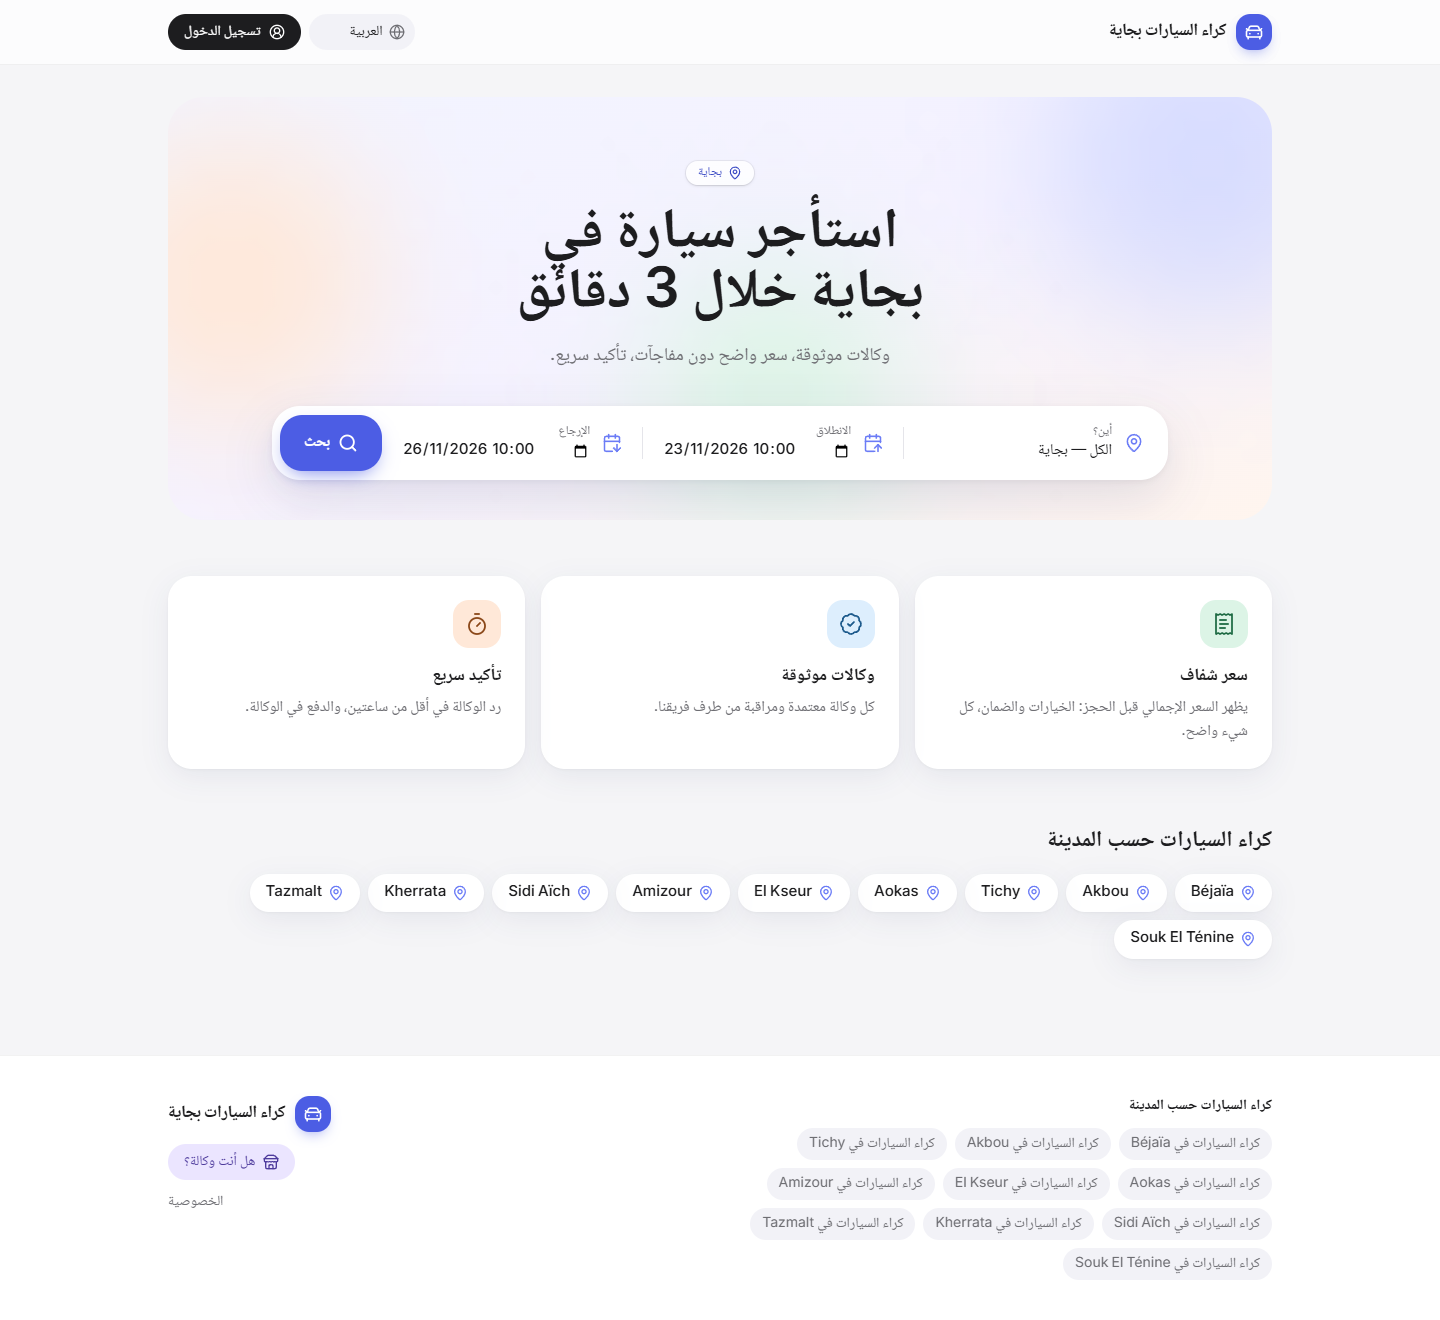 كراء السيارات بجاية
العربية
تسجيل الدخول
بجاية
استأجر سيارة في
بجاية خلال 3 دقائق
وكالات موثوقة، سعر واضح دون مفاجآت، تأكيد سريع.
أين؟
الكل — بجاية
الانطلاق
23/11/2026 10:00
الإرجاع
26/11/2026 10:00
بحث
سعر شفاف
يظهر السعر الإجمالي قبل الحجز: الخيارات والضمان، كل
شيء واضح.
وكالات موثوقة
كل وكالة معتمدة ومراقبة من طرف فريقنا.
تأكيد سريع
رد الوكالة في أقل من ساعتين، والدفع في الوكالة.
كراء السيارات حسب المدينة
Béjaïa
Akbou
Tichy
Aokas
El Kseur
Amizour
Sidi Aïch
Kherrata
Tazmalt
Souk El Ténine
كراء السيارات حسب المدينة
كراء السيارات في Béjaïa
كراء السيارات في Akbou
كراء السيارات في Tichy
كراء السيارات في Aokas
كراء السيارات في El Kseur
كراء السيارات في Amizour
كراء السيارات في Sidi Aïch
كراء السيارات في Kherrata
كراء السيارات في Tazmalt
كراء السيارات في Souk El Ténine
كراء السيارات بجاية
هل أنت وكالة؟
الخصوصية